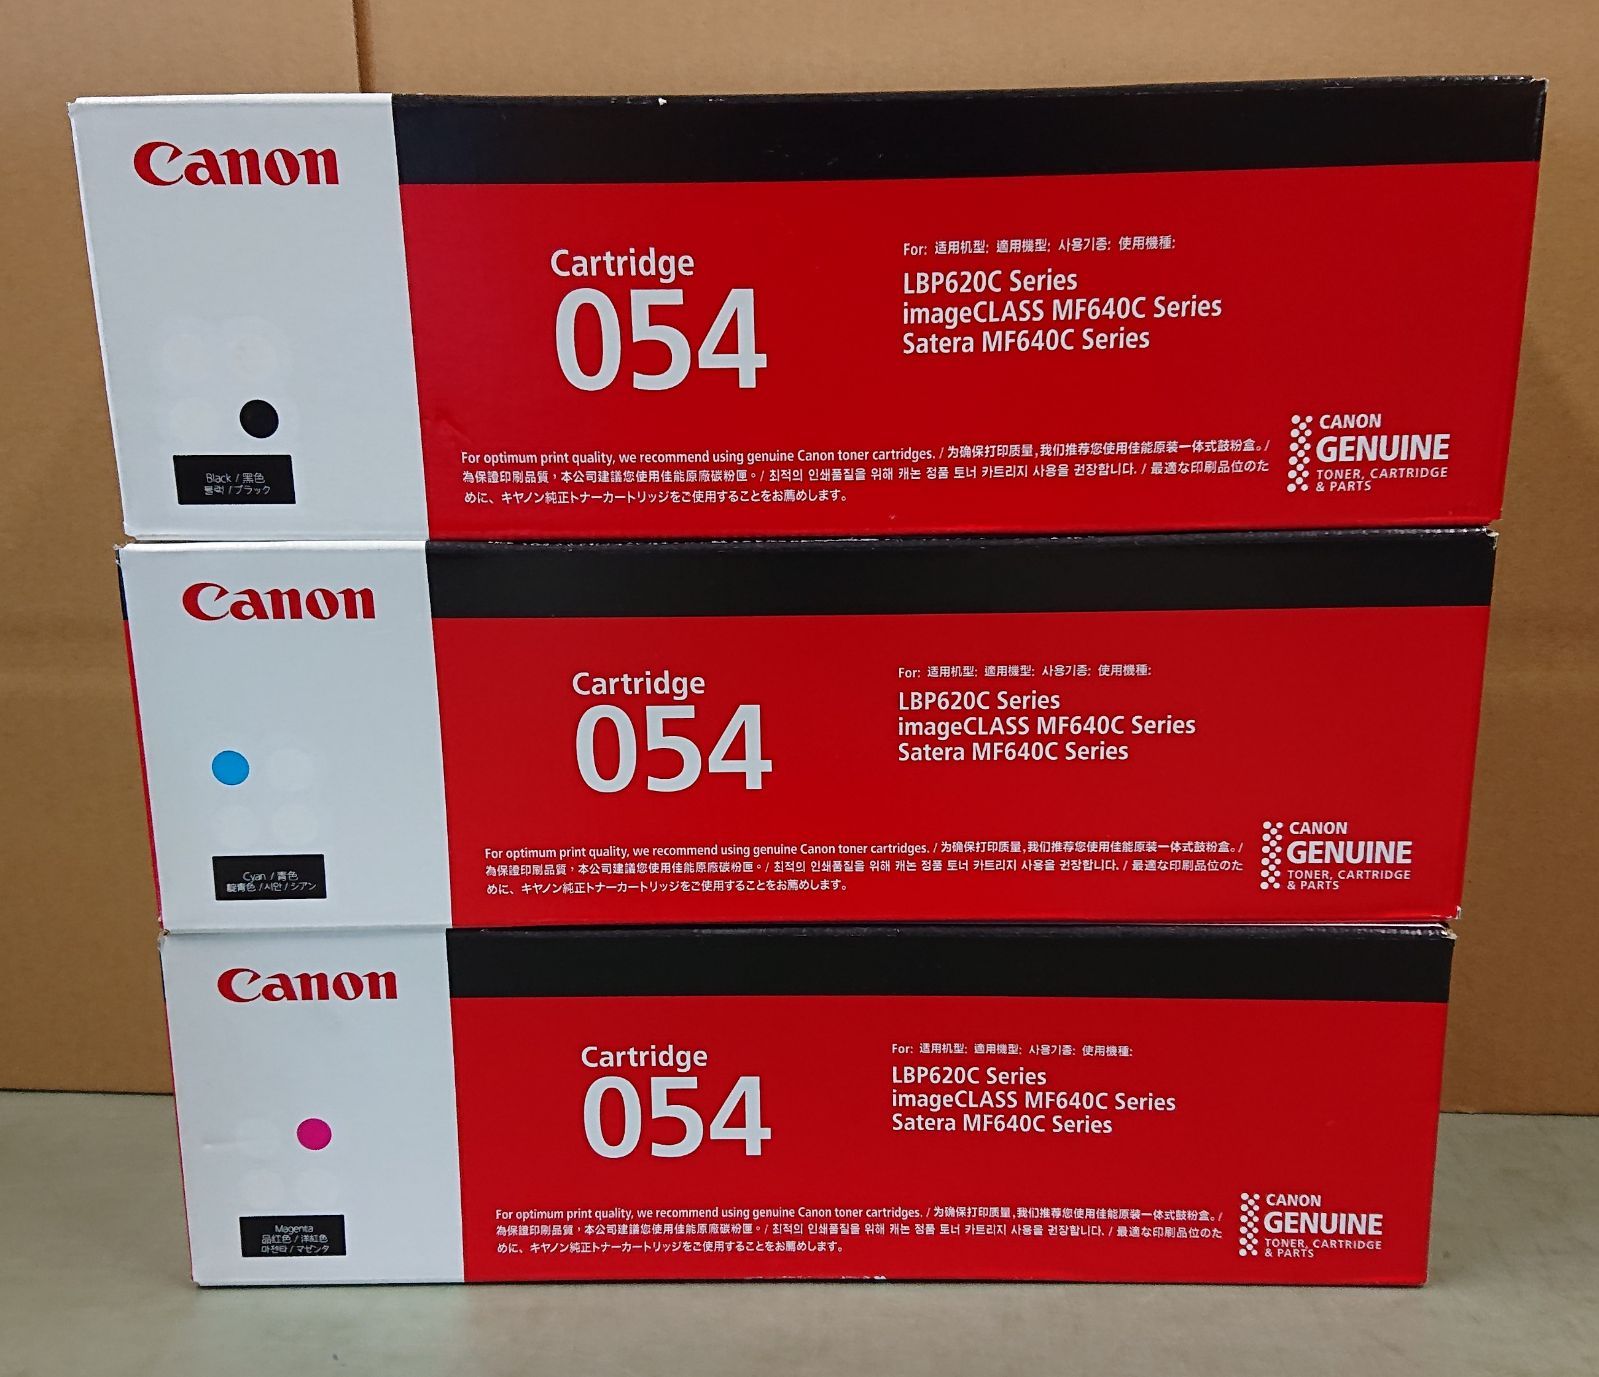 Canon
Cartridge
054
For: 适用机型: 適用機型: 사용기종: 使用機種:
LBP620C Series
imageCLASS MF640C Series
Satera MF640C Series
Black / 黑色
블랙 / ブラック
For optimum print quality, we recommend using genuine Canon toner cartridges. / 为确保打印质量,我们推荐您使用佳能原装一体式鼓粉盒。/
為保證印刷品質，本公司建議您使用佳能原廠碳粉匣。/ 최적의 인쇄품질을 위해 캐논 정품 토너 카트리지 사용을 권장합니다. / 最適な印刷品位のた
めに、キヤノン純正トナーカートリッジをご使用することをお薦めします。
CANON
GENUINE
TONER, CARTRIDGE
& PARTS
Canon
Cartridge
054
For: 适用机型: 適用機型: 사용기종: 使用機種:
LBP620C Series
imageCLASS MF640C Series
Satera MF640C Series
Cyan / 青色
靛青色 / 시안 / シアン
For optimum print quality, we recommend using genuine Canon toner cartridges. / 为确保打印质量,我们推荐您使用佳能原装一体式鼓粉盒。/
為保證印刷品質，本公司建議您使用佳能原廠碳粉匣。/ 최적의 인쇄품질을 위해 캐논 정품 토너 카트리지 사용을 권장합니다. / 最適な印刷品位のた
めに、キヤノン純正トナーカートリッジをご使用することをお薦めします。
CANON
GENUINE
TONER, CARTRIDGE
& PARTS
Canon
Cartridge
054
For: 适用机型: 適用機型: 사용기종: 使用機種:
LBP620C Series
imageCLASS MF640C Series
Satera MF640C Series
Magenta
品红色 / 洋紅色
마젠타 / マゼンタ
For optimum print quality, we recommend using genuine Canon toner cartridges. / 为确保打印质量,我们推荐您使用佳能原装一体式鼓粉盒。/
為保證印刷品質，本公司建議您使用佳能原廠碳粉匣。/ 최적의 인쇄품질을 위해 캐논 정품 토너 카트리지 사용을 권장합니다. / 最適な印刷品位のた
めに、キヤノン純正トナーカートリッジをご使用することをお薦めします。
CANON
GENUINE
TONER, CARTRIDGE
& PARTS